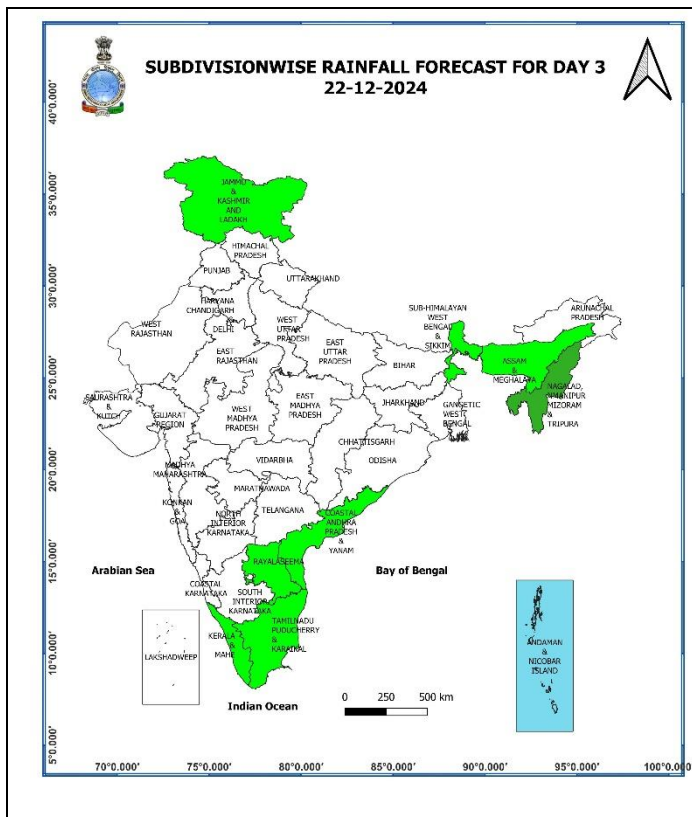 SUBDIVISIONWISE RAINFALL FORECAST FOR DAY 3
22-12-2024
40°0.000'
35°0.000'
30°0.000'
25°0.000'
20°0.000'
15°0.000'
10°0.000'
5°0.000'
JAMMU
&
KASHMIR
AND
LADAKH
HIMACHAL
PRADESH
PUNJAB
UTTARAKHAND
HARYANA
CHANDIGARH
&
DELHI
WEST
RAJASTHAN
WEST
UTTAR
PRADESH
EAST
RAJASTHAN
EAST
UTTAR
PRADESH
SUB-HIMALAYAN
WEST
BENGAL
&
SIKKIM
ARUNACHAL
PRADESH
ASSAM
&
MEGHALAYA
NAGALAD,
MANIPUR
MIZORAM
&
TRIPURA
BIHAR
JHARKHAND
GANGETIC
WEST
BENGAL
SAURASHTRA
&
KUTCH
GUJARAT
REGION
WEST
MADHYA
PRADESH
EAST
MADHYA
PRADESH
CHHATTISGARH
ODISHA
VIDARBHA
MADHYA
MAHARASHTRA
MARATHWADA
KONKAN
&
GOA
NORTH
INTERIOR
KARNATAKA
TELANGANA
COASTAL
ANDHRA
PRADESH
&
YANAM
RAYALASEEMA
Arabian Sea
Bay of Bengal
COASTAL
KARNATAKA
SOUTH
INTERIOR
KARNATAKA
TAMILNADU
PUDUCHERRY
&
KARAIKAL
KERALA
&
MAHE
LAKSHADWEEP
ANDAMAN
&
NICOBAR
ISLAND
Indian Ocean
0 250 500 km
70°0.000' 75°0.000' 80°0.000' 85°0.000' 90°0.000' 95°0.000' 100°0.000'